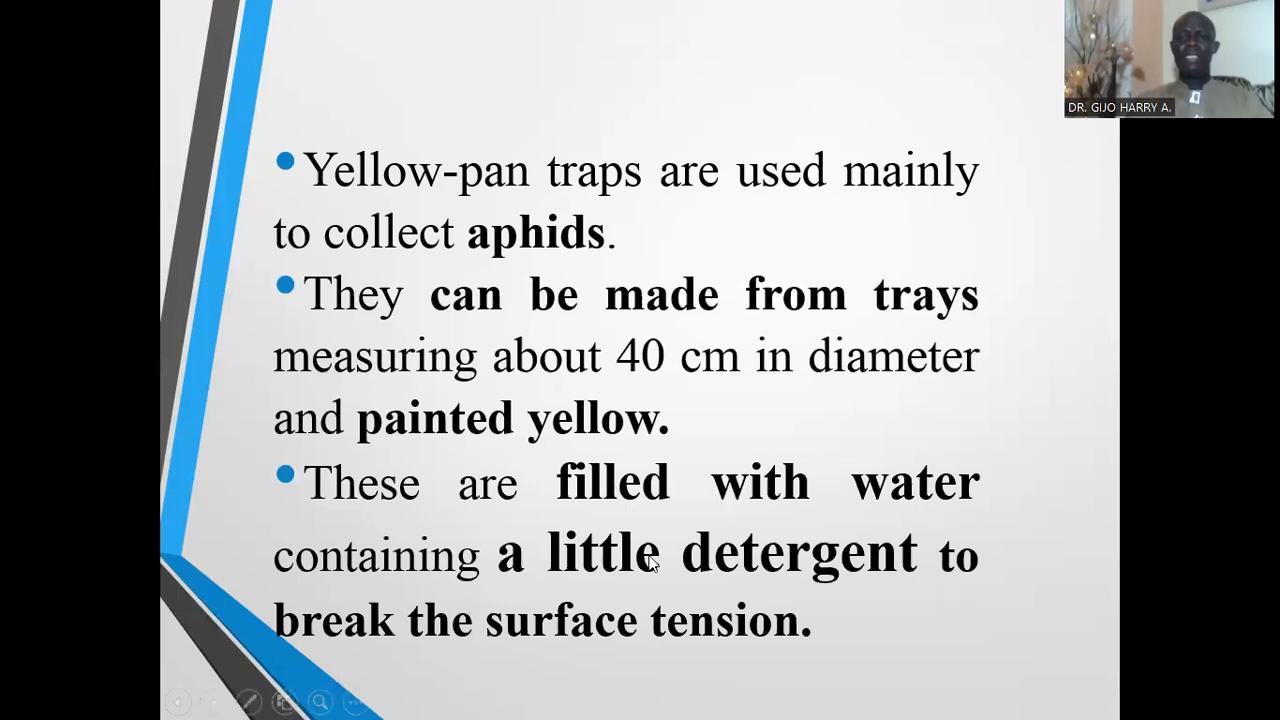 DR. GIJO HARRY A.
•Yellow-pan traps are used mainly
to collect aphids.
•They can be made from trays
measuring about 40 cm in diameter
and painted yellow.
•These are filled with water
containing a little detergent to
break the surface tension.